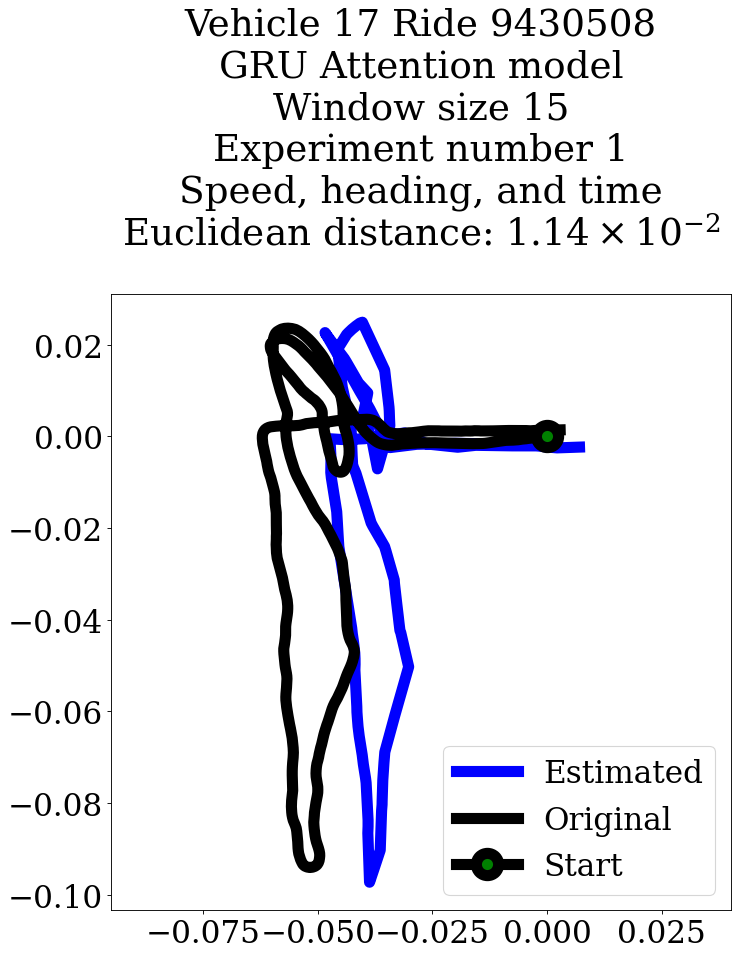 Vehicle 17 Ride 9430508
GRU Attention model
Window size 15
Experiment number 1
Speed, heading, and time
Euclidean distance: 1.14 × 10⁻²
0.02
0.00
−0.02
−0.04
−0.06
−0.08
−0.10
Estimated
Original
Start
−0.075 −0.050 −0.025 0.000 0.025